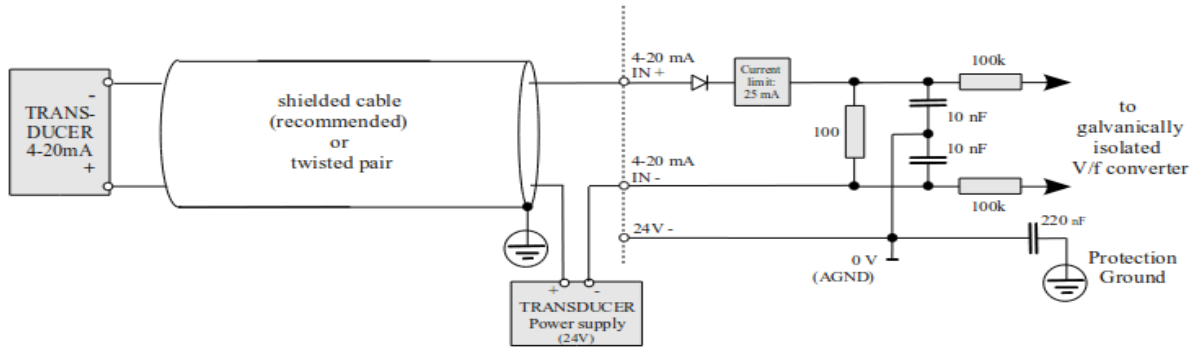 -
TRANS-
DUCER
4-20mA
+
shielded cable
(recommended)
or
twisted pair
+ -
TRANSDUCER
Power supply
(24V)
4-20 mA
IN +
4-20 mA
IN -
24V -
Current
limit:
25 mA
100
100k
10 nF
10 nF
100k
0 V
(AGND)
220 nF
to
galvanically
isolated
V/f converter
Protection
Ground